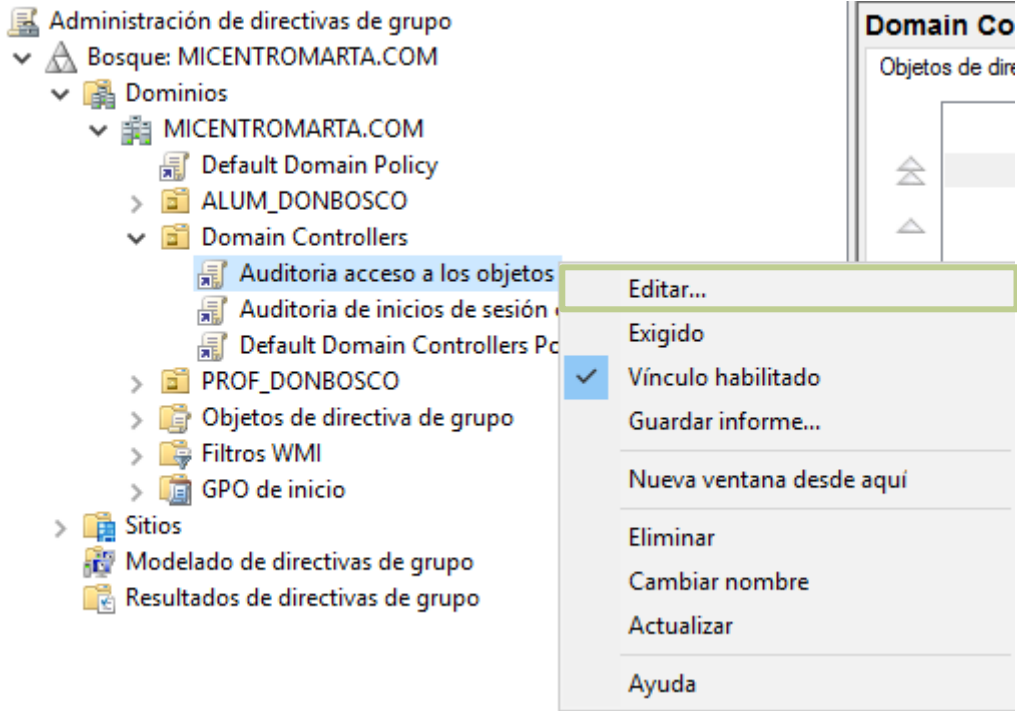 Administración de directivas de grupo
Bosque: MICENTROMARTA.COM
Dominios
MICENTROMARTA.COM
Default Domain Policy
ALUM_DONBOSCO
Domain Controllers
Auditoria acceso a los objetos
Auditoria de inicios de sesión
Default Domain Controllers
PROF_DONBOSCO
Objetos de directiva de grupo
Filtros WMI
GPO de inicio
Sitios
Modelado de directivas de grupo
Resultados de directivas de grupo
Domain
Objetos de
Editar...
Exigido
Vínculo habilitado
Guardar informe...
Nueva ventana desde aquí
Eliminar
Cambiar nombre
Actualizar
Ayuda